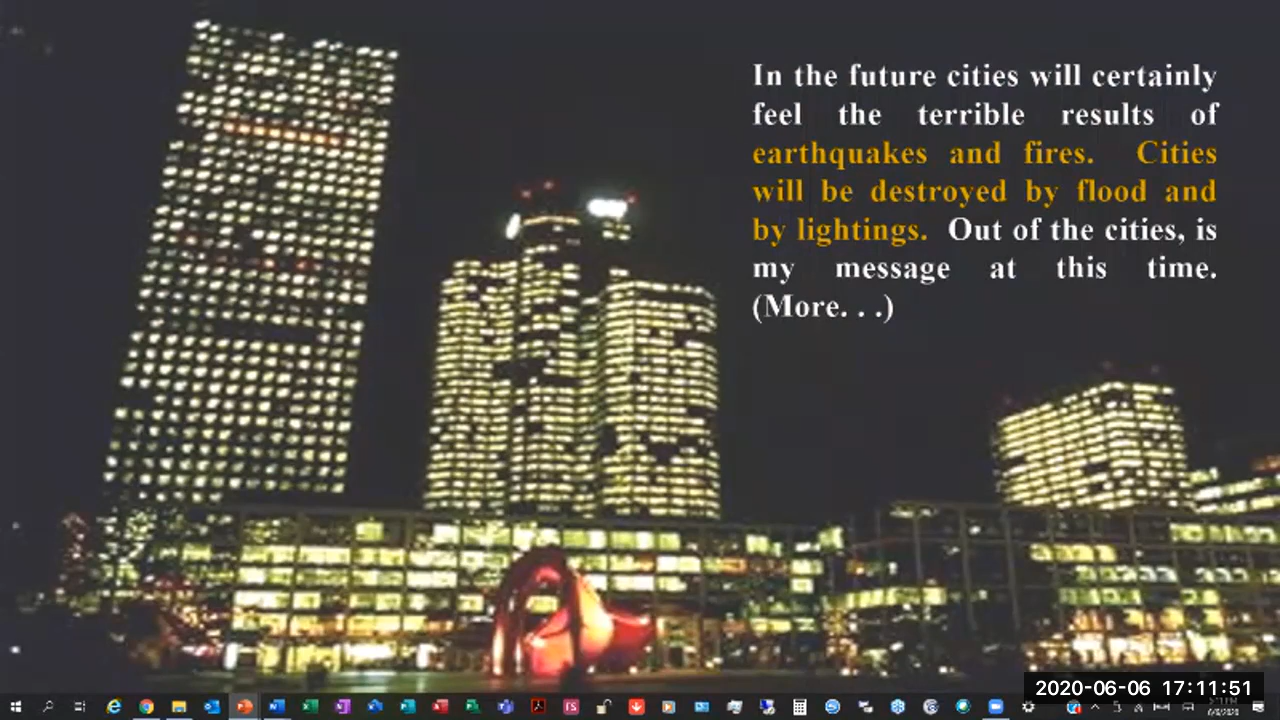 In the future cities will certainly
feel the terrible results of
earthquakes and fires. Cities
will be destroyed by flood and
by lightings. Out of the cities, is
my message at this time.
(More. . .)
2020-06-06 17:11:51